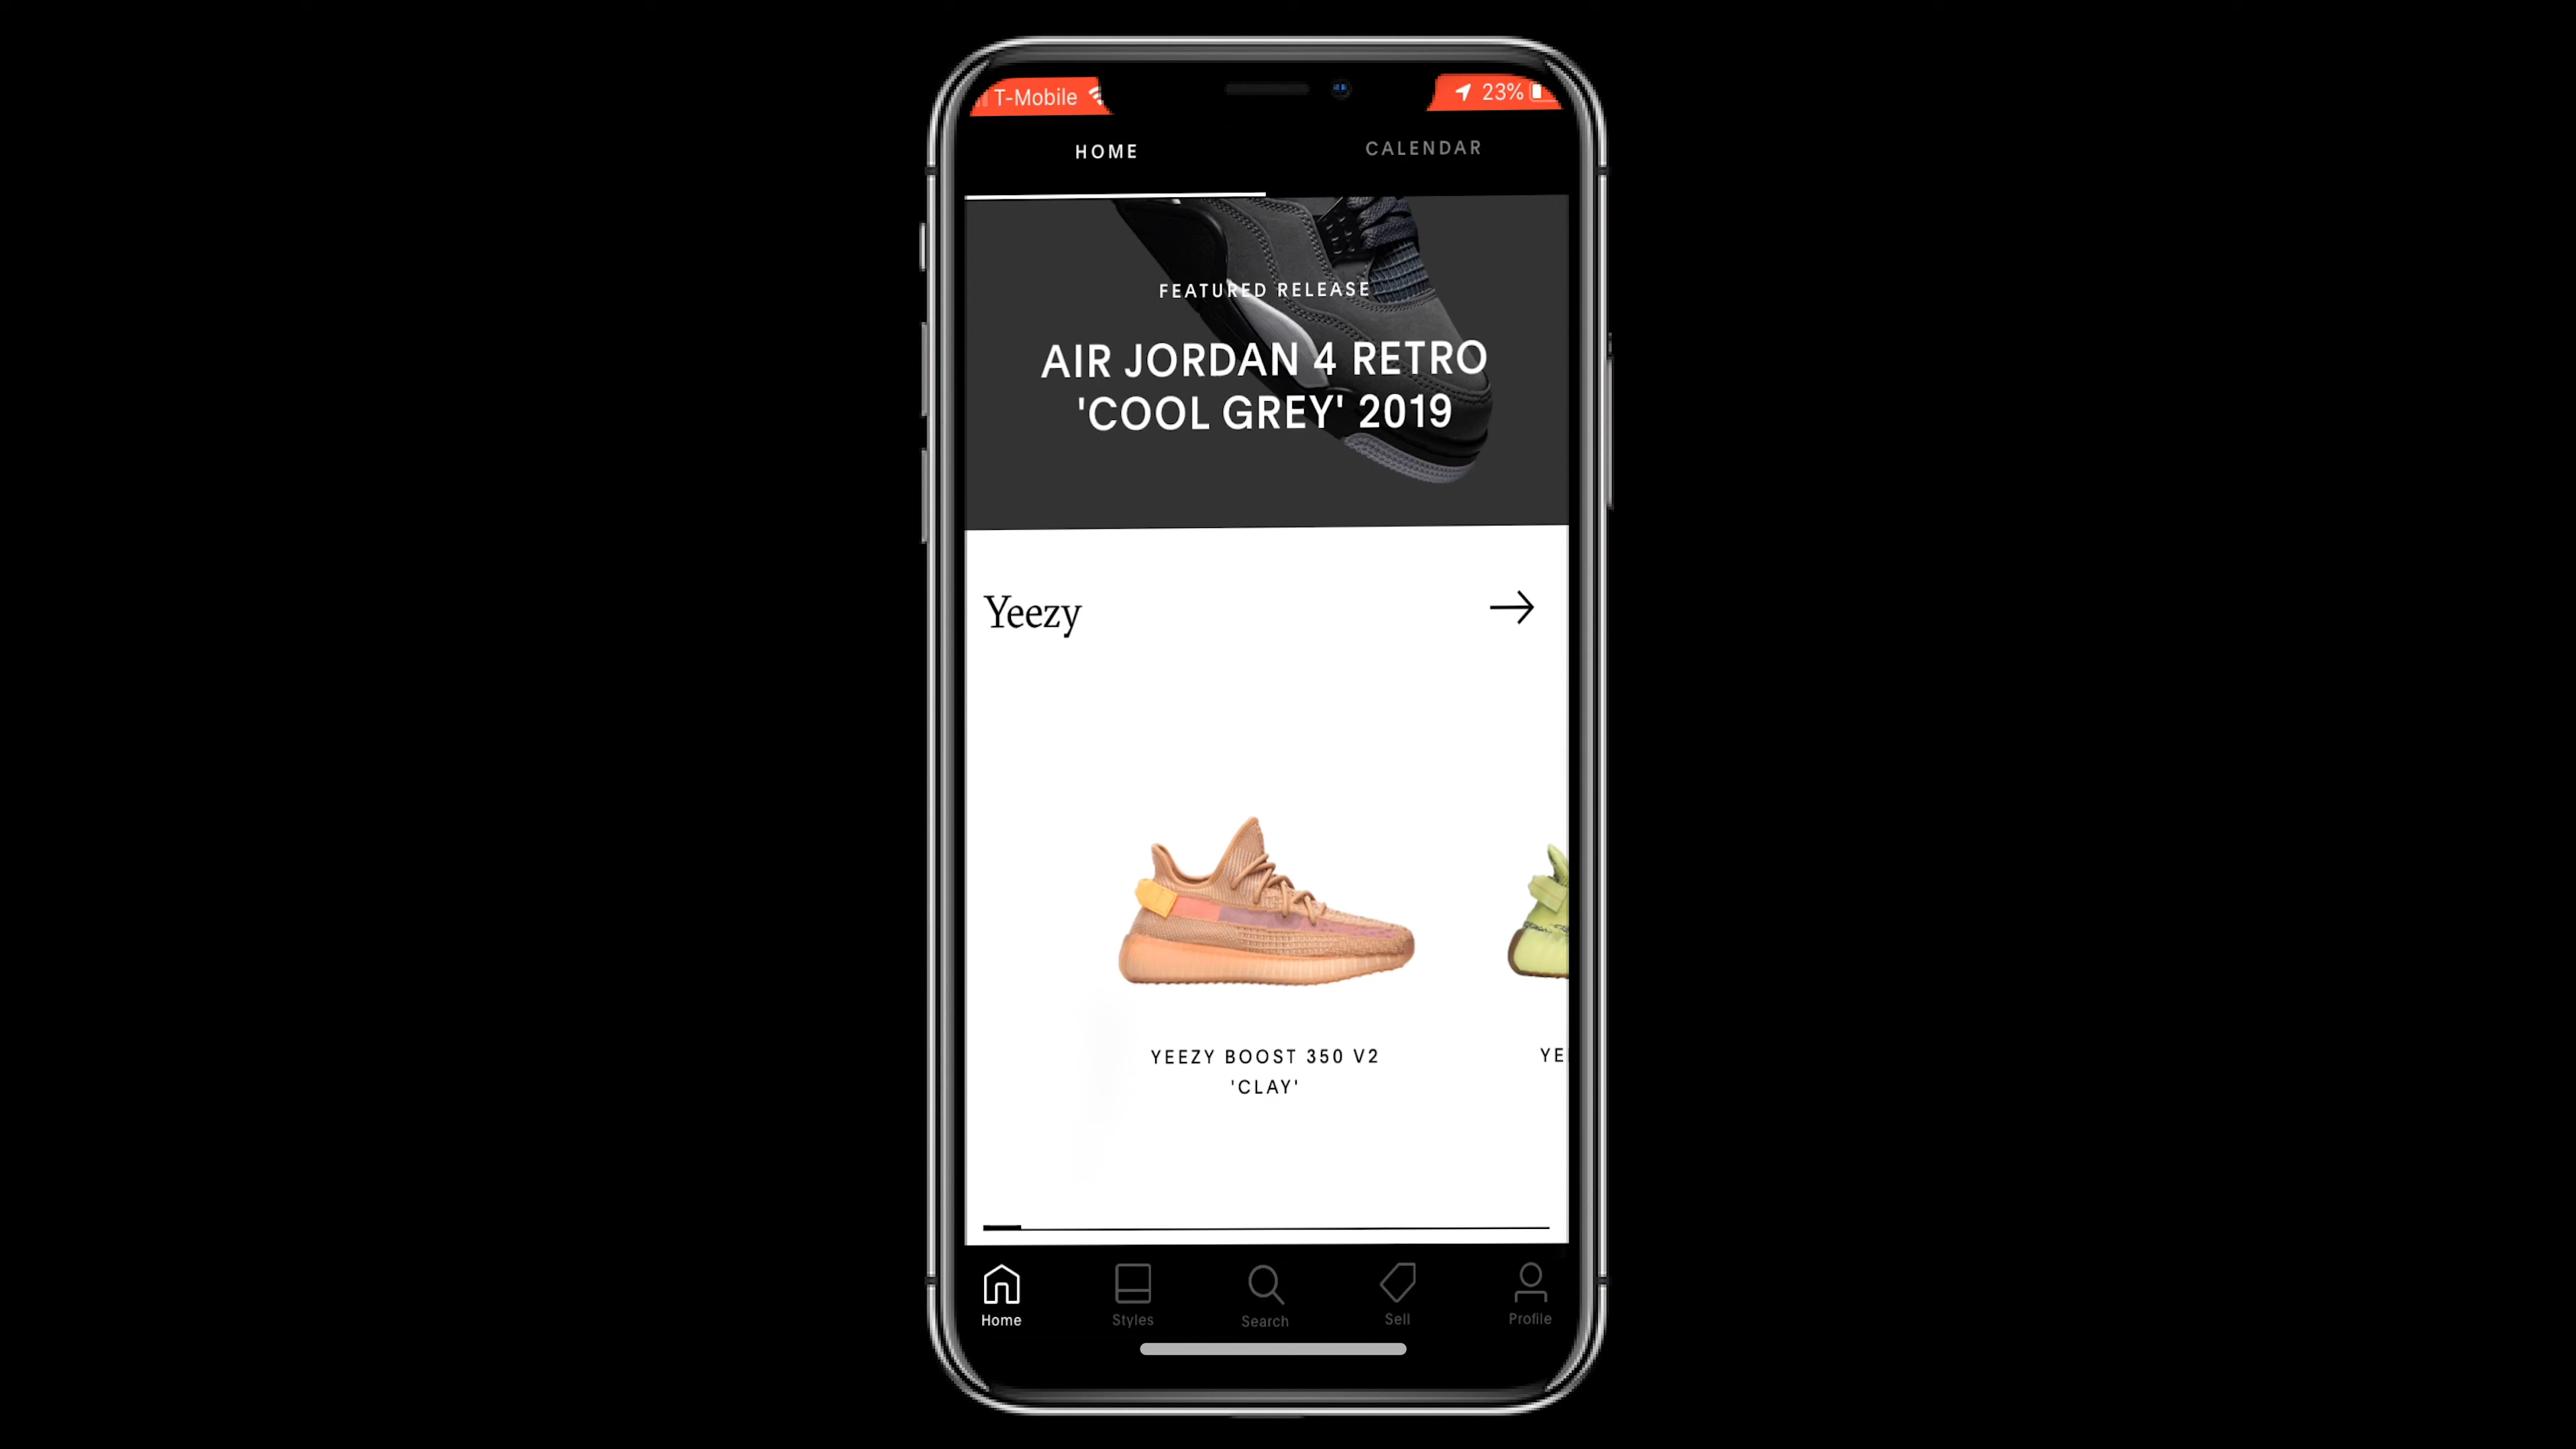 T-Mobile
23%
HOME
CALENDAR
FEATURED RELEASE
AIR JORDAN 4 RETRO
'COOL GREY' 2019
Yeezy
YEEZY BOOST 350 V2
'CLAY'
Home
Styles
Search
Sell
Profile